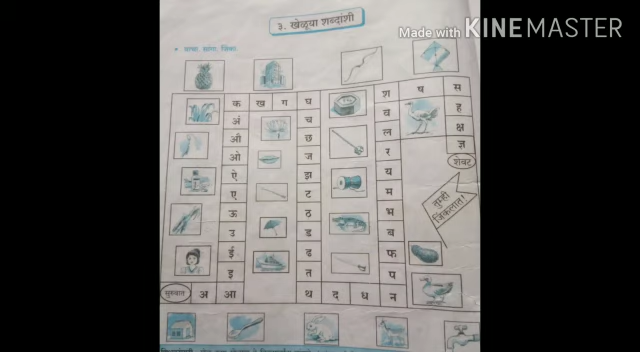 Made with KINEMASTER
३. खेळूया शब्दांशी
वाचा. सांगा. जिंका.
क ख ग घ श ष स
अं च व ह
औ छ ल क्ष
ओ ज र ज्ञ
ऐ झ य शेवट
ए ट म तुम्ही
ऊ ठ भ जिंकलात!
उ ड ब
ई ढ फ
इ त प
सुरुवात अ आ थ द ध न